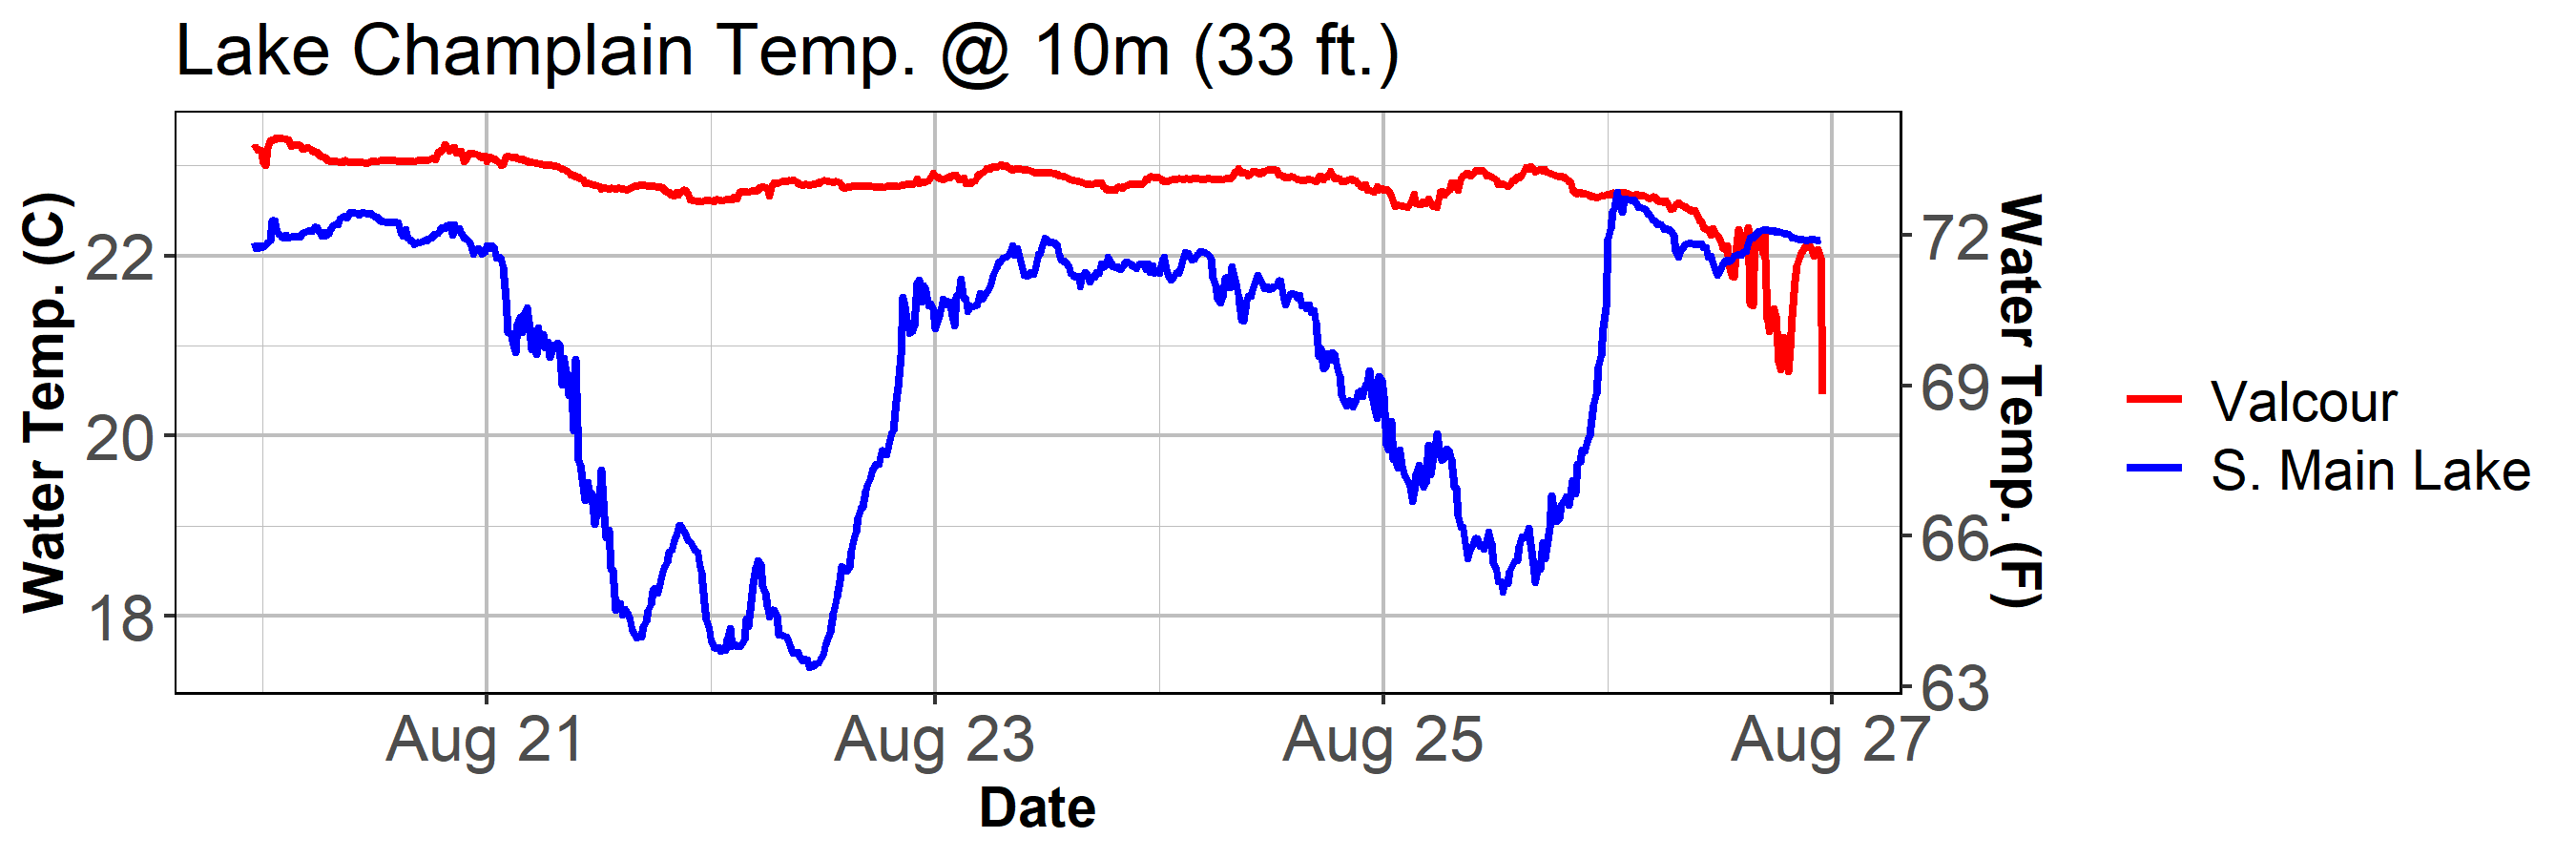 Lake Champlain Temp. @ 10m (33 ft.)
Water Temp. (C)
22
20
18
72
69
66
63
Water Temp. (F)
Aug 21
Aug 23
Aug 25
Aug 27
Date
Valcour
S. Main Lake